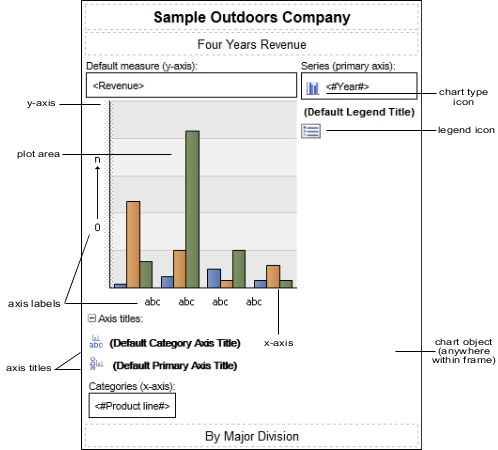 Sample Outdoors Company
Four Years Revenue
Default measure (y-axis):
Series (primary axis):
<Revenue>
<#Year#>
chart type
icon
y-axis
(Default Legend Title)
legend icon
plot area
n
0
axis labels
abc abc abc abc
Axis titles:
x-axis
abc
(Default Category Axis Title)
chart object
(anywhere
within frame)
axis titles
abc
(Default Primary Axis Title)
Categories (x-axis):
<#Product line#>
By Major Division